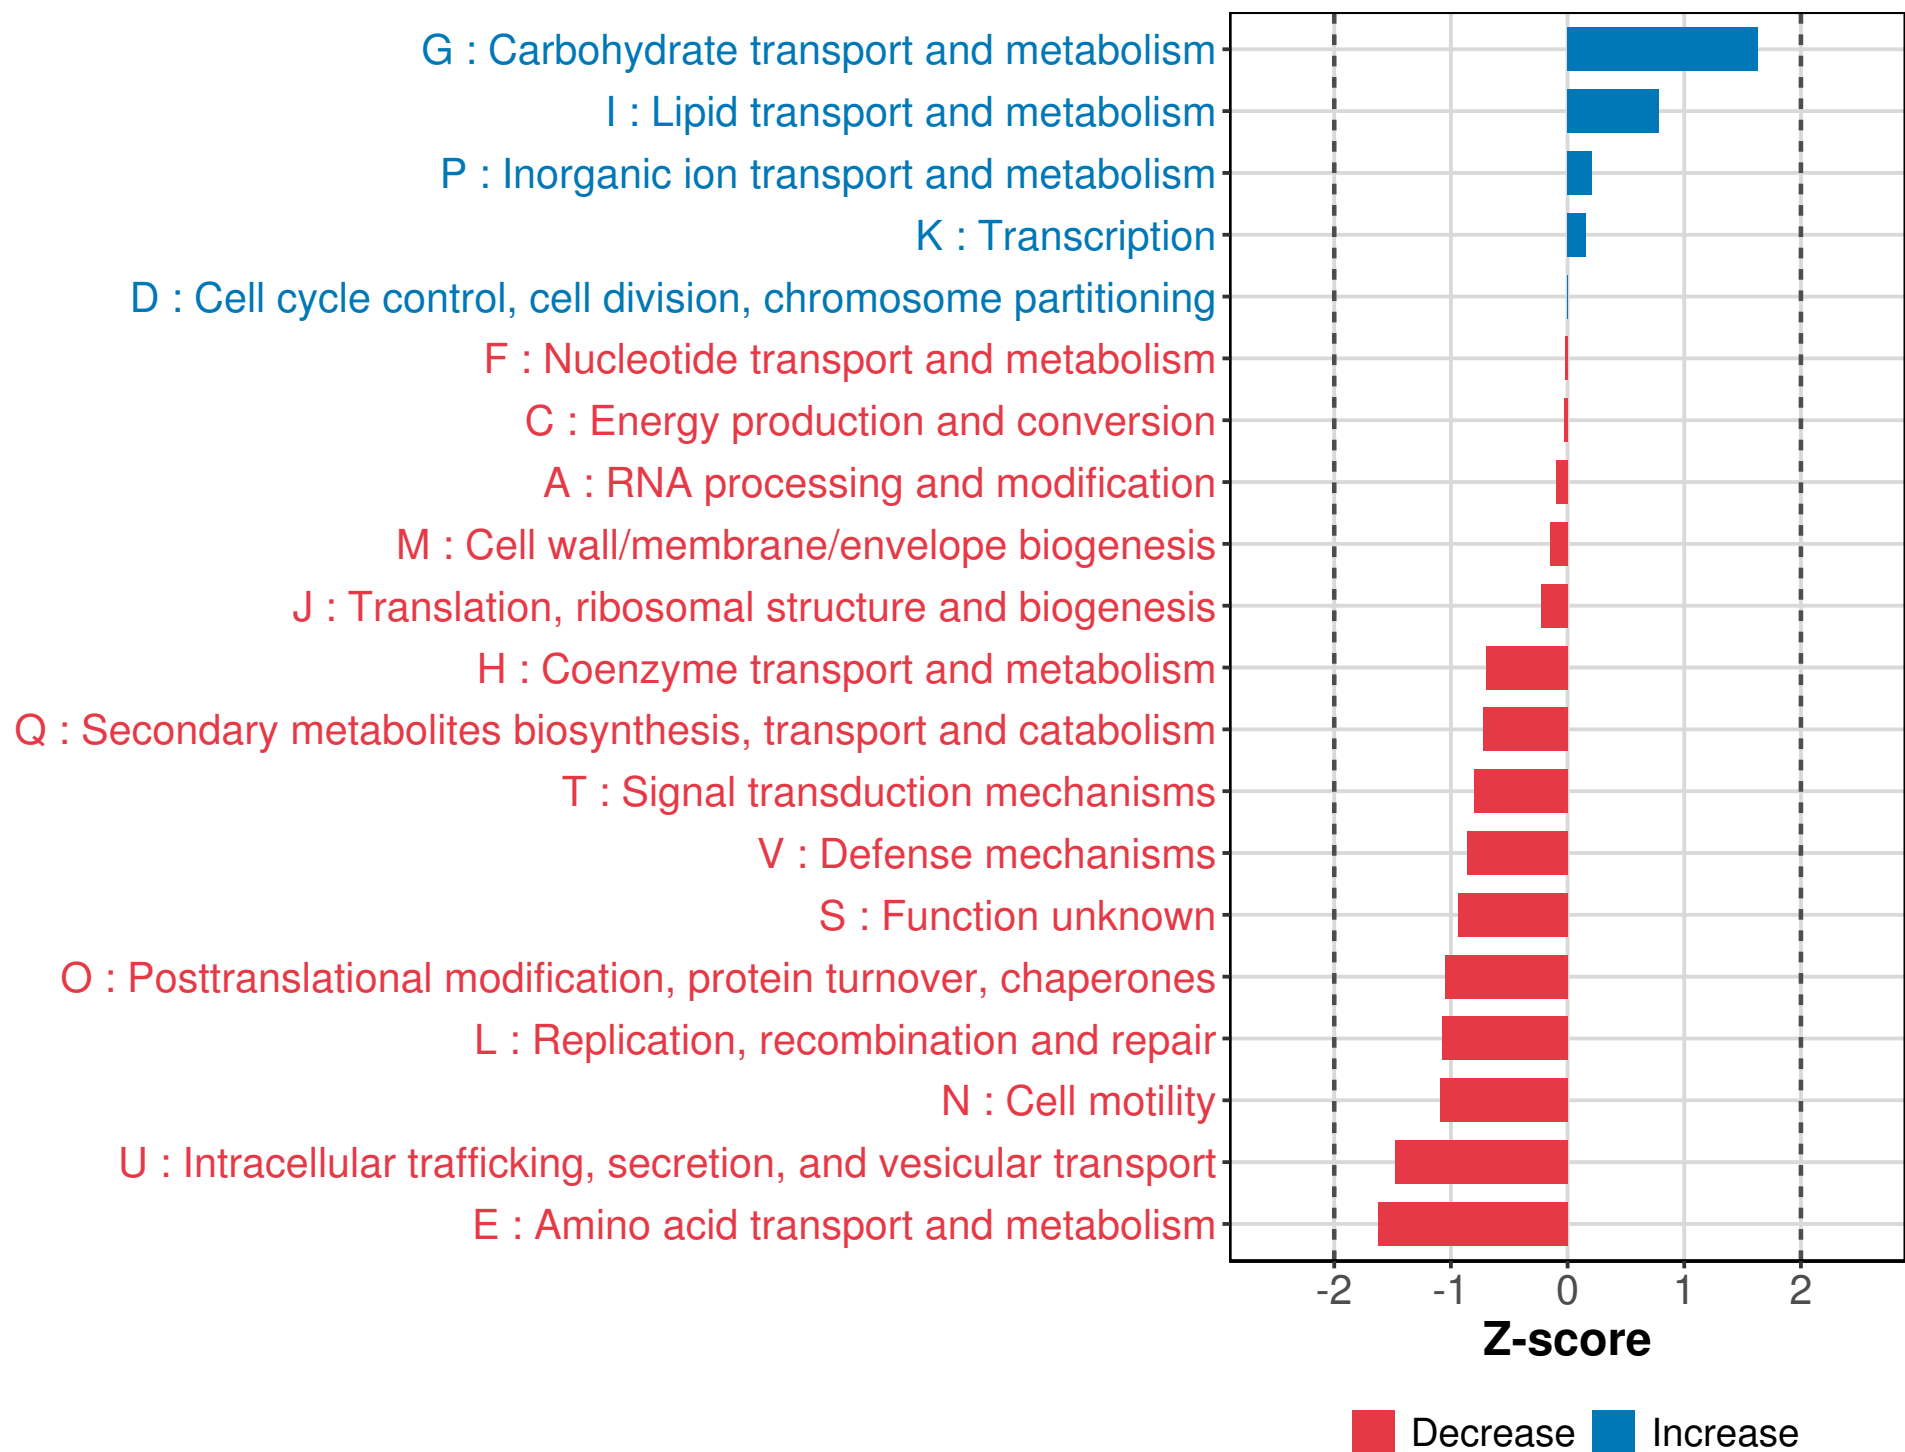 G : Carbohydrate transport and metabolism
I : Lipid transport and metabolism
P : Inorganic ion transport and metabolism
K : Transcription
D : Cell cycle control, cell division, chromosome partitioning
F : Nucleotide transport and metabolism
C : Energy production and conversion
A : RNA processing and modification
M : Cell wall/membrane/envelope biogenesis
J : Translation, ribosomal structure and biogenesis
H : Coenzyme transport and metabolism
Q : Secondary metabolites biosynthesis, transport and catabolism
T : Signal transduction mechanisms
V : Defense mechanisms
S : Function unknown
O : Posttranslational modification, protein turnover, chaperones
L : Replication, recombination and repair
N : Cell motility
U : Intracellular trafficking, secretion, and vesicular transport
E : Amino acid transport and metabolism
-2 -1 0 1 2
Z-score
Decrease Increase